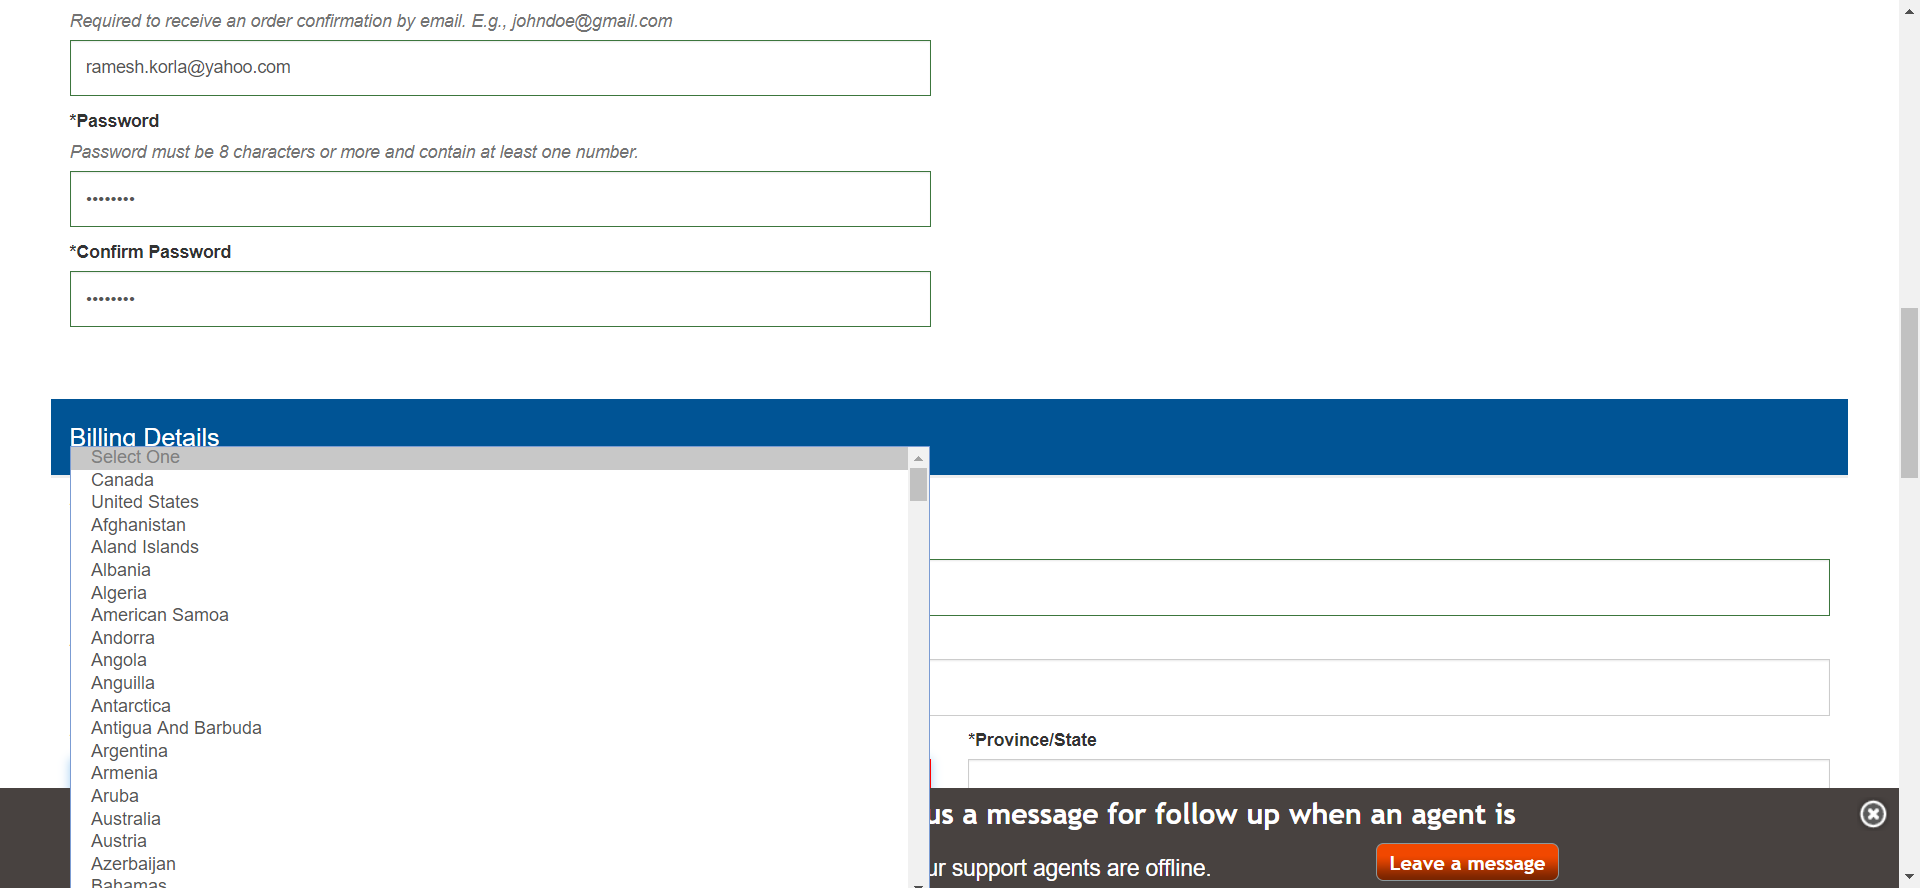 Required to receive an order confirmation by email. E.g., johndoe@gmail.com
ramesh.korla@yahoo.com
*Password
Password must be 8 characters or more and contain at least one number.
••••••••
*Confirm Password
••••••••
Billing Details
Select One
Canada
United States
Afghanistan
Aland Islands
Albania
Algeria
American Samoa
Andorra
Angola
Anguilla
Antarctica
Antigua And Barbuda
Argentina
Armenia
Aruba
Australia
Austria
Azerbaijan
Bahamas
*Province/State
us a message for follow up when an agent is
ur support agents are offline.
Leave a message